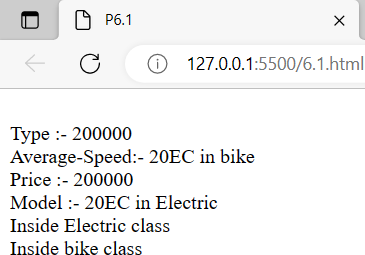 P6.1
127.0.0.1:5500/6.1.html
Type :- 200000
Average-Speed:- 20EC in bike
Price :- 200000
Model :- 20EC in Electric
Inside Electric class
Inside bike class